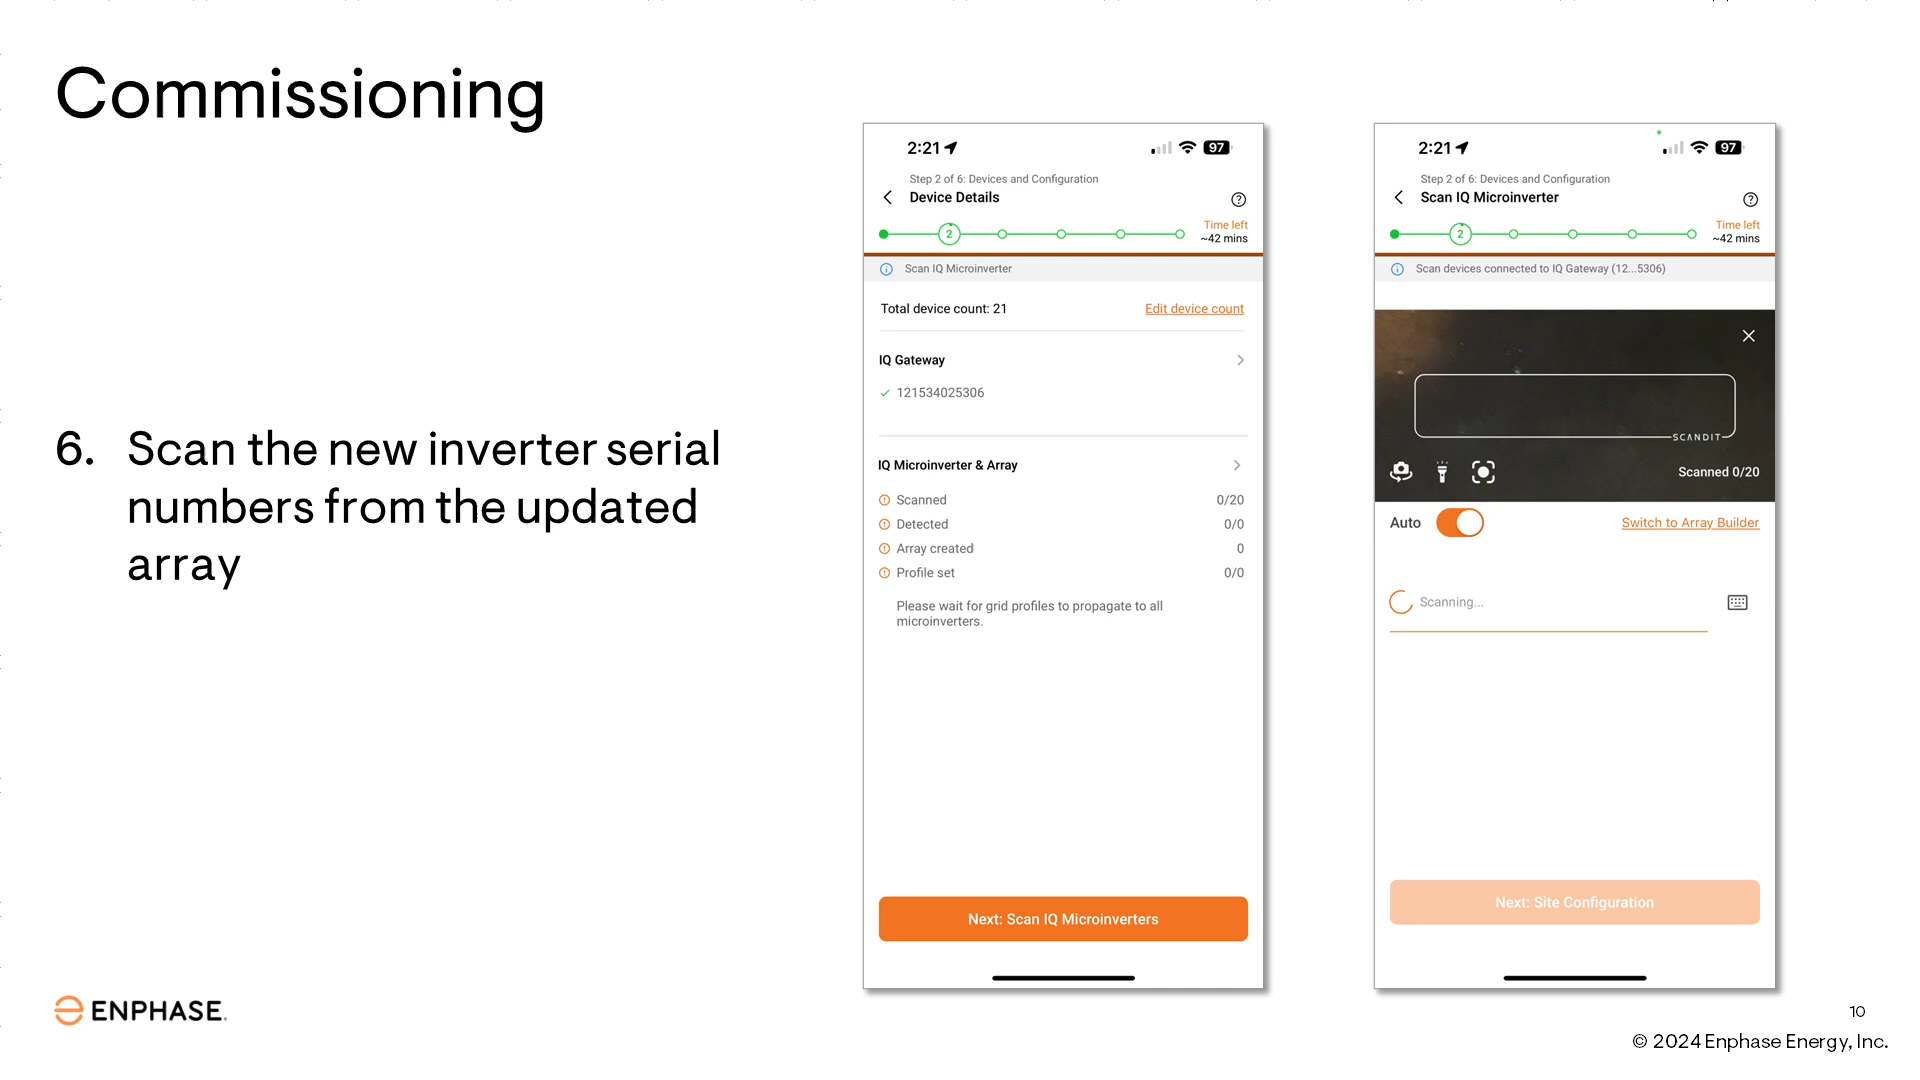 Commissioning
6. Scan the new inverter serial
numbers from the updated
array
2:21
97
Step 2 of 6: Devices and Configuration
Device Details
2
Time left
~42 mins
Scan IQ Microinverter
Total device count: 21
Edit device count
IQ Gateway
121534025306
IQ Microinverter & Array
Scanned 0/20
Detected 0/0
Array created 0
Profile set 0/0
Please wait for grid profiles to propagate to all
microinverters.
Next: Scan IQ Microinverters
2:21
97
Step 2 of 6: Devices and Configuration
Scan IQ Microinverter
2
Time left
~42 mins
Scan devices connected to IQ Gateway (12...5306)
SCANDIT
Scanned 0/20
Auto
Switch to Array Builder
Scanning...
Next: Site Configuration
ENPHASE.
10
© 2024 Enphase Energy, Inc.